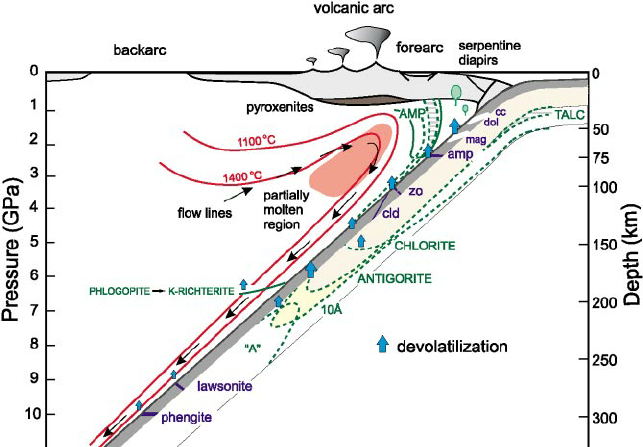 volcanic arc
backarc
forearc
serpentine
diapirs
0
0
pyroxenites
AMP
cc
dol
mag
TALC
1
50
2
1100°C
amp
75
3
1400°C
zo
100
flow lines
partially
molten
region
cld
4
5
CHLORITE
150
6
ANTIGORITE
PHLOGOPITE → K-RICHTERITE
200
7
10Å
8
"A"
devolatilization
250
9
lawsonite
10
phengite
300
Pressure (GPa)
Depth (km)